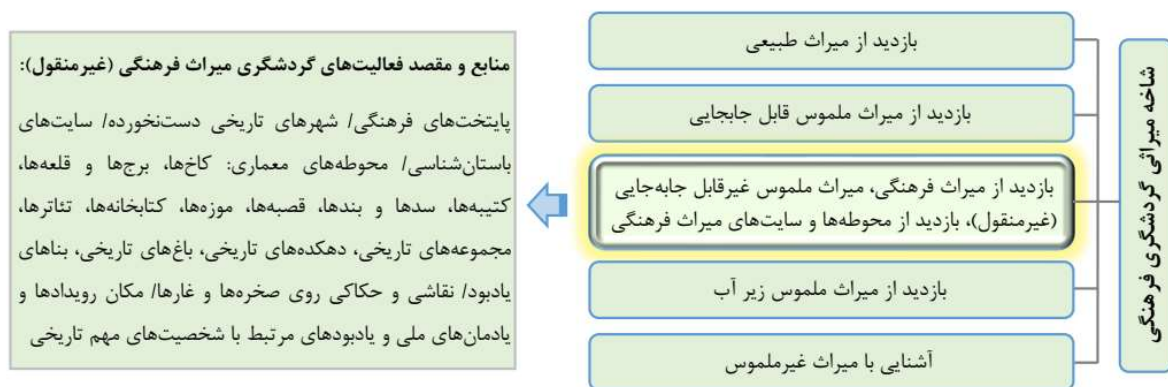 شاخه میراثی گردشگری فرهنگی
بازدید از میراث طبیعی
بازدید از میراث ملموس قابل جابجایی
بازدید از میراث فرهنگی، میراث ملموس غیرقابل جابه‌جایی
(غیرمنقول)، بازدید از محوطه‌ها و سایت‌های میراث فرهنگی
بازدید از میراث ملموس زیر آب
آشنایی با میراث غیرملموس
منابع و مقصد فعالیت‌های گردشگری میراث فرهنگی (غیرمنقول):
پایتخت‌های فرهنگی/ شهرهای تاریخی دست‌نخورده/ سایت‌های
باستان‌شناسی/ محوطه‌های معماری: کاخ‌ها، برج‌ها و قلعه‌ها،
کتیبه‌ها، سدها و بندها، قصبه‌ها، موزه‌ها، کتابخانه‌ها، تئاترها،
مجموعه‌های تاریخی، دهکده‌های تاریخی، باغ‌های تاریخی، بناهای
یادبود/ نقاشی و حکاکی روی صخره‌ها و غارها/ مکان رویدادها و
یادمان‌های ملی و یادبودهای مرتبط با شخصیت‌های مهم تاریخی